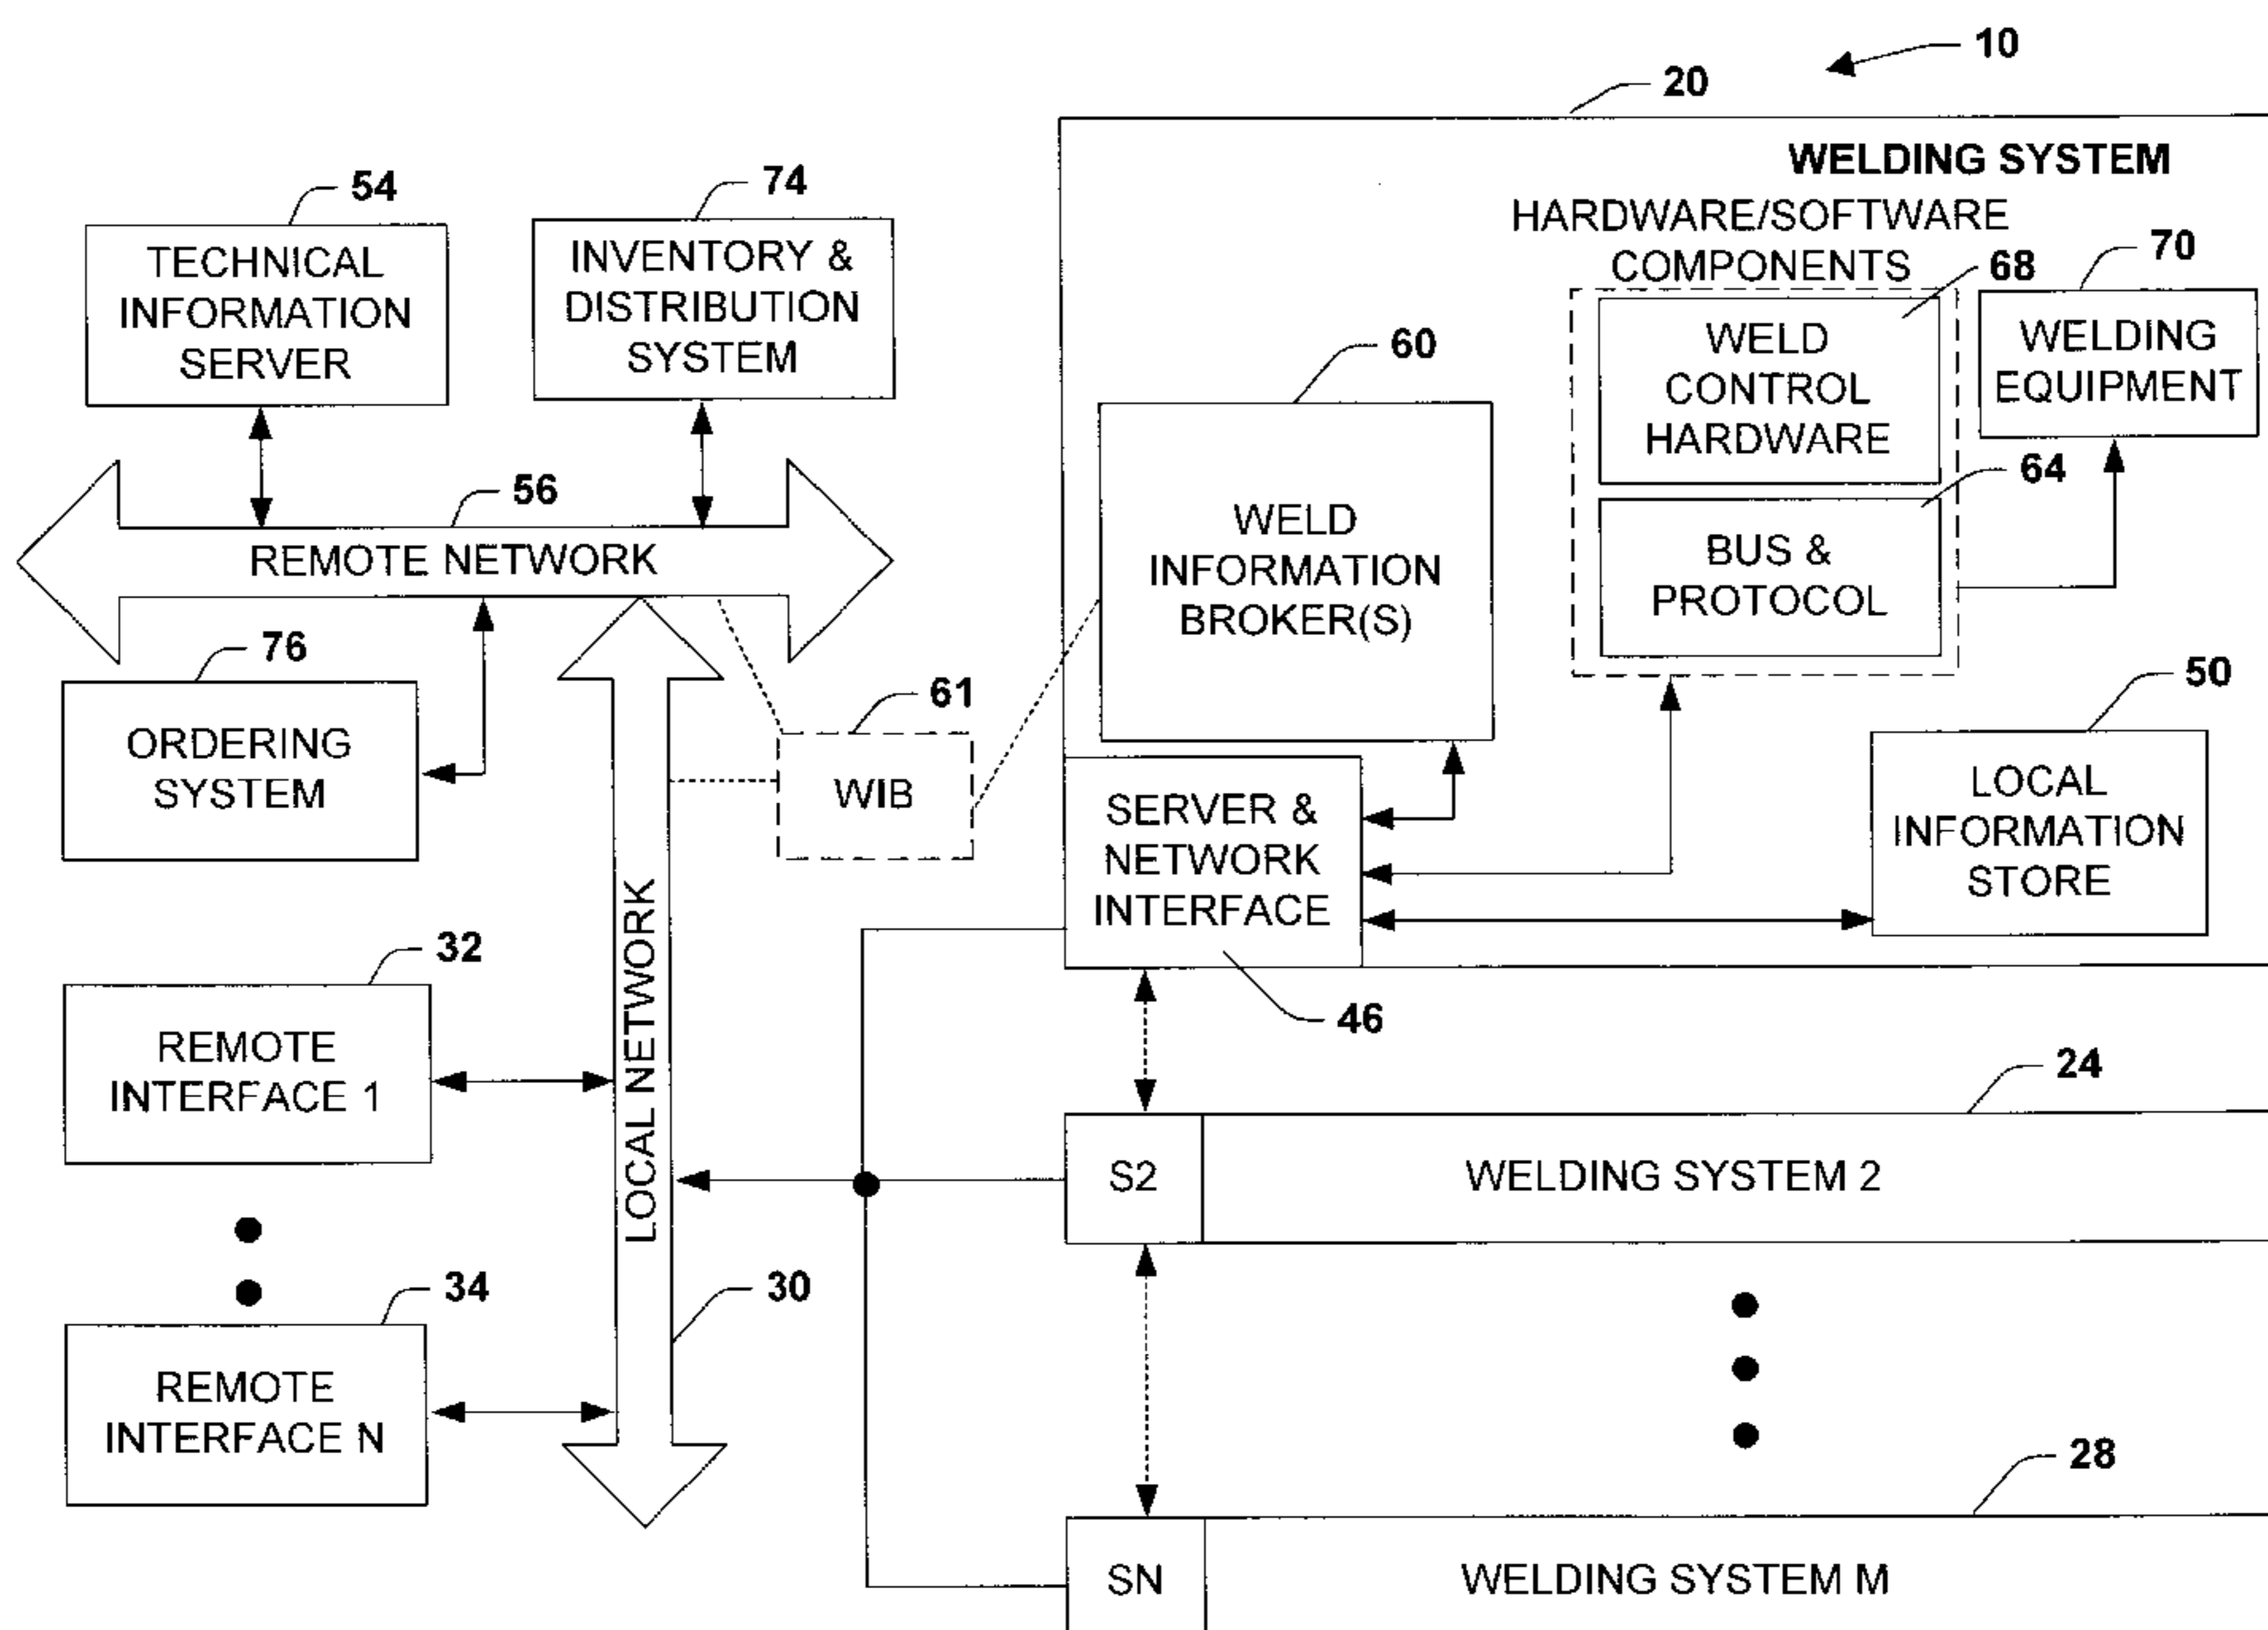 10
20
WELDING SYSTEM
HARDWARE/SOFTWARE
COMPONENTS
68
70
WELD
CONTROL
HARDWARE
WELDING
EQUIPMENT
64
BUS &
PROTOCOL
60
WELD
INFORMATION
BROKER(S)
50
LOCAL
INFORMATION
STORE
SERVER &
NETWORK
INTERFACE
46
54
TECHNICAL
INFORMATION
SERVER
74
INVENTORY &
DISTRIBUTION
SYSTEM
56
REMOTE NETWORK
76
ORDERING
SYSTEM
61
WIB
LOCAL NETWORK
30
32
REMOTE
INTERFACE 1
34
REMOTE
INTERFACE N
24
S2
WELDING SYSTEM 2
28
SN
WELDING SYSTEM M